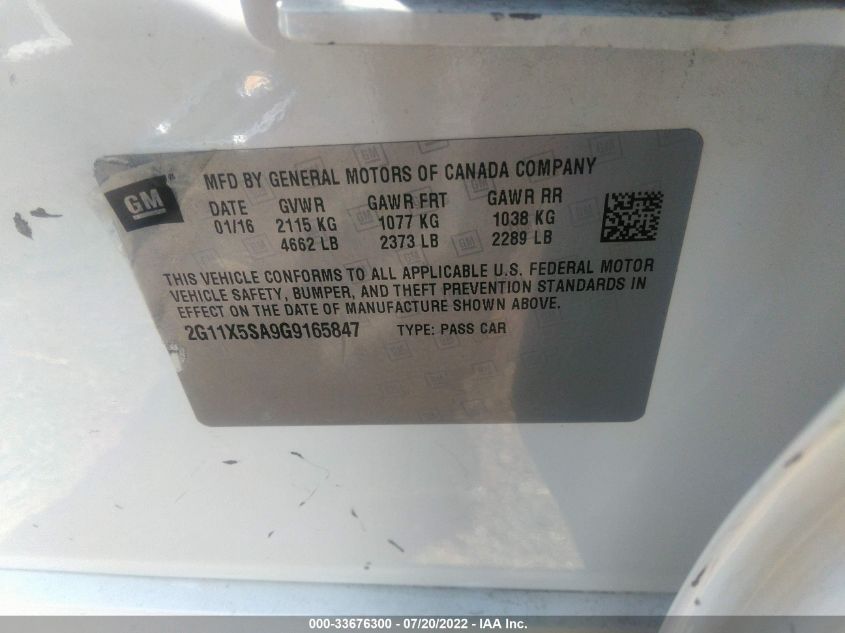 GM
MFD BY GENERAL MOTORS OF CANADA COMPANY
DATE GVWR GAWR FRT GAWR RR
01/16 2115 KG 1077 KG 1038 KG
4662 LB 2373 LB 2289 LB
THIS VEHICLE CONFORMS TO ALL APPLICABLE U.S. FEDERAL MOTOR
VEHICLE SAFETY, BUMPER, AND THEFT PREVENTION STANDARDS IN
EFFECT ON THE DATE OF MANUFACTURE SHOWN ABOVE.
2G11X5SA9G9165847 TYPE: PASS CAR
000-33676300 / 07/20/2022 - IAA Inc.